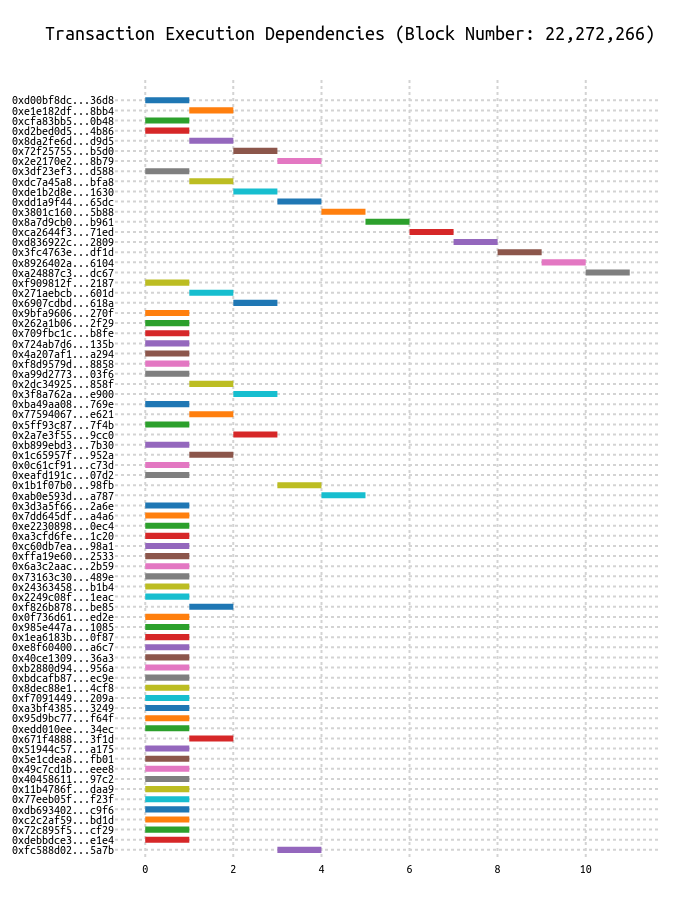 Transaction Execution Dependencies (Block Number: 22,272,266)
0xd00bf8dc...36d8
0xe1e182df...8bb4
0xcfa83bb5...0b48
0xd2bed0d5...4b86
0x8da2fe6d...d9d5
0x72f25755...b5d0
0x2e2170e2...8b79
0x3df23ef3...d588
0xdc7a45a8...bfa8
0xde1b2d8e...1630
0xdd1a9f44...65dc
0x3801c160...5b88
0x8a7d9cb0...b961
0xca2644f3...71ed
0xd836922c...2809
0x3fc4763e...df1d
0x8926402a...6104
0xa24887c3...dc67
0xf909812f...2187
0x271aebcb...601d
0x6907cdbd...618a
0x9bfa9606...270f
0x262a1b06...2f29
0x709fbc1c...b8fe
0x724ab7d6...135b
0x4a207af1...a294
0xf8d9579d...8858
0xa99d2773...03f6
0x2dc34925...858f
0x3f8a762a...e900
0xba49aa08...769e
0x77594067...e621
0x5ff93c87...7f4b
0x2a7e3f55...9cc0
0xb899ebd3...7b30
0x1c65957f...952a
0x0c61cf91...c73d
0xeafd191c...07d2
0x1b1f07b0...98fb
0xab0e593d...a787
0x3d3a5f66...2a6e
0x7dd645df...a4a6
0xe2230898...0ec4
0xa3cfd6fe...1c20
0xc60db7ea...98a1
0xffa19e60...2533
0x6a3c2aac...2b59
0x73163c30...489e
0x24363458...b1b4
0x2249c08f...1eac
0xf826b878...be85
0x0f736d61...ed2e
0x985e447a...1085
0x1ea6183b...0f87
0xe8f60400...a6c7
0x40ce1309...36a3
0xb2880d94...956a
0xbdcafb87...ec9e
0x8dec88e1...4cf8
0xf7091449...209a
0xa3bf4385...3249
0x95d9bc77...f64f
0xedd010ee...34ec
0x671f4888...3f1d
0x51944c57...a175
0x5e1cdea8...fb01
0x49c7cd1b...eee8
0x40458611...97c2
0x11b4786f...daa9
0x77eeb05f...f23f
0xdb693402...c9f6
0xc2c2af59...bd1d
0x72c895f5...cf29
0xdebbdce3...e1e4
0xfc588d02...5a7b
0 2 4 6 8 10